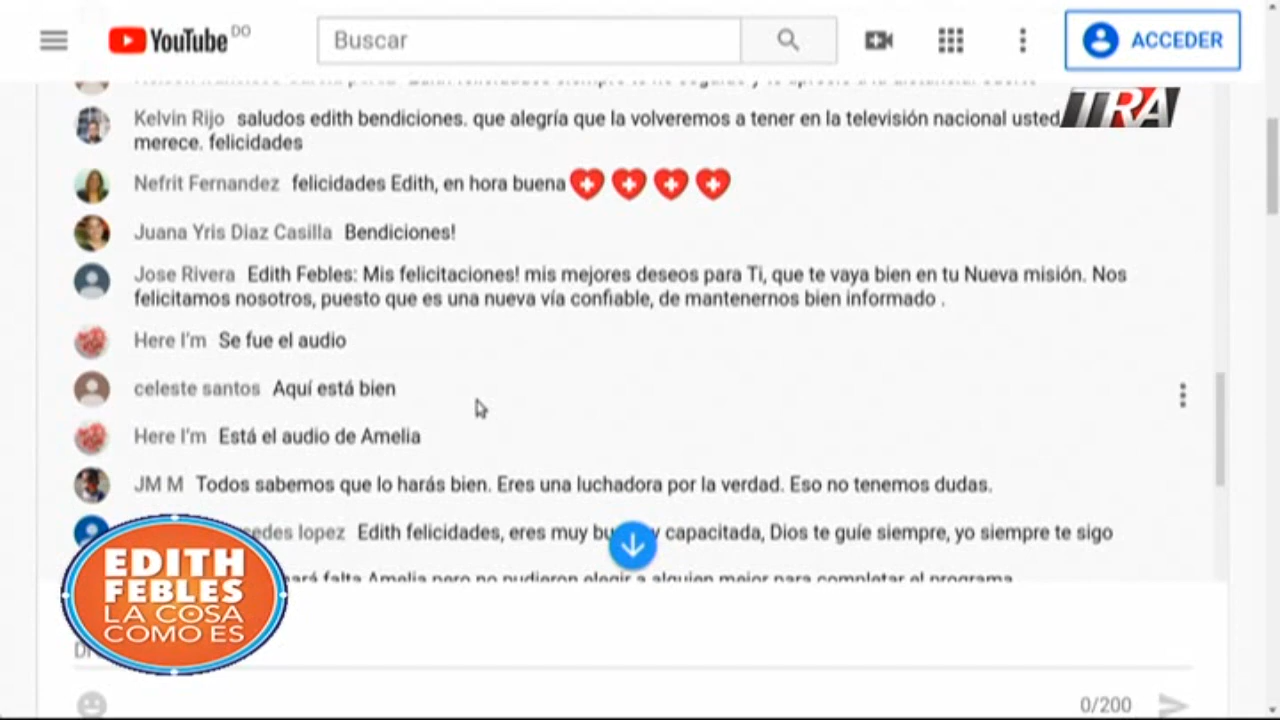 YouTube DO
Buscar
ACCEDER
TRA
Kelvin Rijo saludos edith bendiciones. que alegría que la volveremos a tener en la televisión nacional usted
merece. felicidades
Nefrit Fernandez felicidades Edith, en hora buena
Juana Yris Diaz Casilla Bendiciones!
Jose Rivera Edith Febles: Mis felicitaciones! mis mejores deseos para Ti, que te vaya bien en tu Nueva misión. Nos
felicitamos nosotros, puesto que es una nueva vía confiable, de mantenernos bien informado .
Here I'm Se fue el audio
celeste santos Aquí está bien
Here I'm Está el audio de Amelia
JM M Todos sabemos que lo harás bien. Eres una luchadora por la verdad. Eso no tenemos dudas.
lopez Edith felicidades, eres muy capacitada, Dios te guíe siempre, yo siempre te sigo
falta Amelia pero no pudieron elegir a alguien mejor para completar el programa
EDITH
FEBLES
LA COSA
COMO ES
0/200